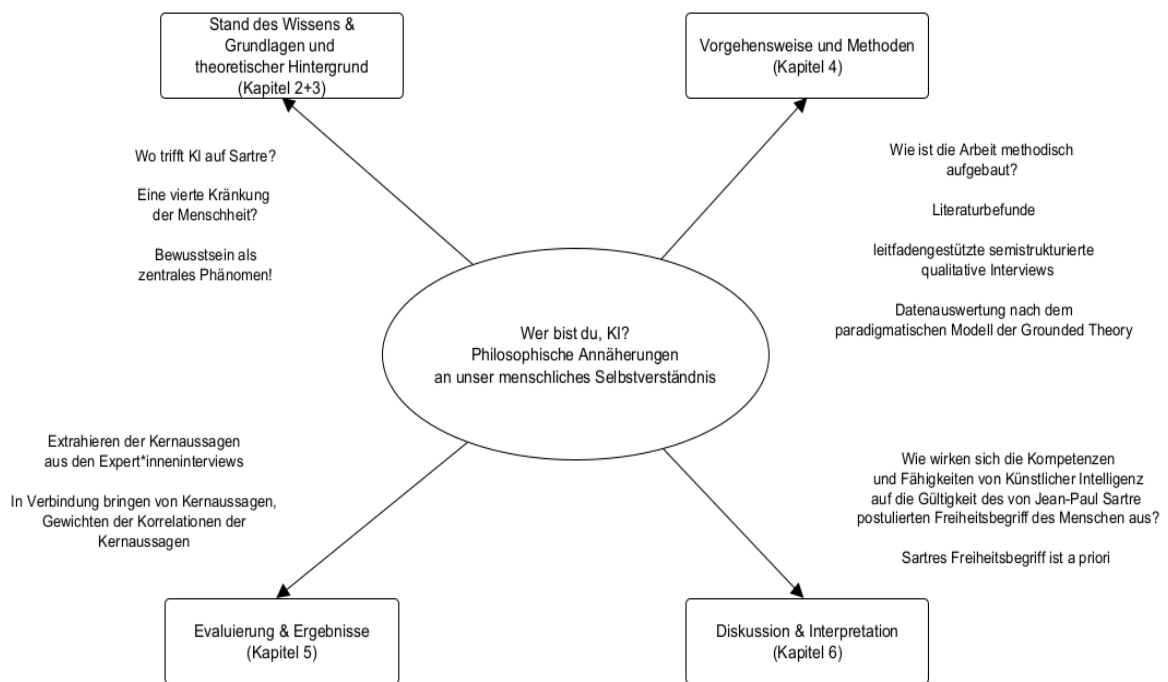 Stand des Wissens &
Grundlagen und
theoretischer Hintergrund
(Kapitel 2+3)
Vorgehensweise und Methoden
(Kapitel 4)
Wo trifft KI auf Sartre?
Eine vierte Kränkung
der Menschheit?
Bewusstsein als
zentrales Phänomen!
Wie ist die Arbeit methodisch
aufgebaut?
Literaturbefunde
leitfadengestützte semistrukturierte
qualitative Interviews
Datenauswertung nach dem
paradigmatischen Modell der Grounded Theory
Wer bist du, KI?
Philosophische Annäherungen
an unser menschliches Selbstverständnis
Extrahieren der Kernaussagen
aus den Expert*inneninterviews
In Verbindung bringen von Kernaussagen,
Gewichten der Korrelationen der
Kernaussagen
Wie wirken sich die Kompetenzen
und Fähigkeiten von Künstlicher Intelligenz
auf die Gültigkeit des von Jean-Paul Sartre
postulierten Freiheitsbegriff des Menschen aus?
Sartres Freiheitsbegriff ist a priori
Evaluierung & Ergebnisse
(Kapitel 5)
Diskussion & Interpretation
(Kapitel 6)